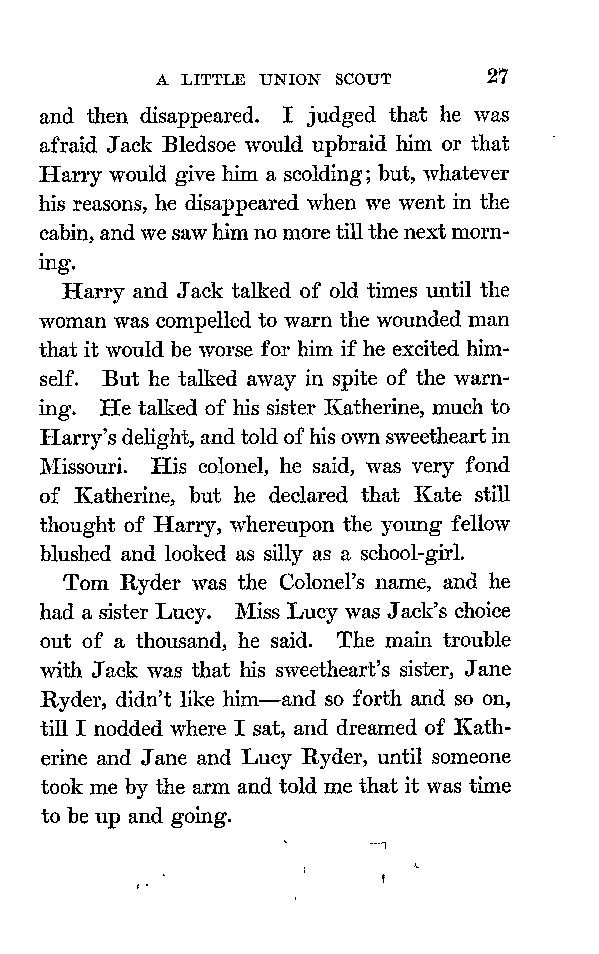 A LITTLE UNION SCOUT 27
and then disappeared. I judged that he was
afraid Jack Bledsoe would upbraid him or that
Harry would give him a scolding; but, whatever
his reasons, he disappeared when we went in the
cabin, and we saw him no more till the next morn-
ing.
Harry and Jack talked of old times until the
woman was compelled to warn the wounded man
that it would be worse for him if he excited him-
self. But he talked away in spite of the warn-
ing. He talked of his sister Katherine, much to
Harry's delight, and told of his own sweetheart in
Missouri. His colonel, he said, was very fond
of Katherine, but he declared that Kate still
thought of Harry, whereupon the young fellow
blushed and looked as silly as a school-girl.
Tom Ryder was the Colonel's name, and he
had a sister Lucy. Miss Lucy was Jack's choice
out of a thousand, he said. The main trouble
with Jack was that his sweetheart's sister, Jane
Ryder, didn't like him—and so forth and so on,
till I nodded where I sat, and dreamed of Kath-
erine and Jane and Lucy Ryder, until someone
took me by the arm and told me that it was time
to be up and going.